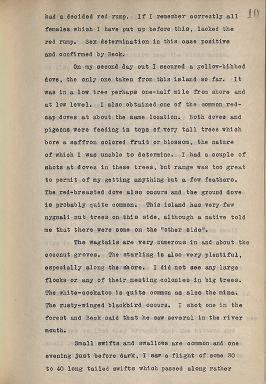 10
had a decided red rump. If I remember correctly all
females which I have put up before this, lacked the
red rump. Sex determination in this case positive
and confirmed by Beck.
On my second day out I secured a yellow-bibbed
dove, the only one taken from this island so far. It
was in a low tree perhaps one-half mile from shore and
at low level. I also obtained one of the common red-
cap doves at about the same location. Both doves and
pigeons were feeding in tops of very tall trees which
bore a saffron colored fruit or blossom, the nature
of which I was unable to determine. I had a couple of
shots at doves in these trees, but range was too great
to permit of my getting anything but a few feathers.
The red-breasted dove also occurs and the ground dove
is probably quite common. This island has very few
nygnali nut trees on this side, although a native told
me that there were some on the "other side".
The wagtails are very numerous in and about the
cocoanut groves. The starling is also very plentiful,
especially along the shore. I did not see any large
flocks or any of their nesting colonies in big trees.
The white-cockatoo is quite common as also the mina.
The rusty-winged blackbird occurs. I shot one in the
forest and Beck said that he saw several in the river
mouth.
Small swifts and swallows are common and one
evening just before dark, I saw a flight of some 30
to 40 long tailed swifts which passed along rather